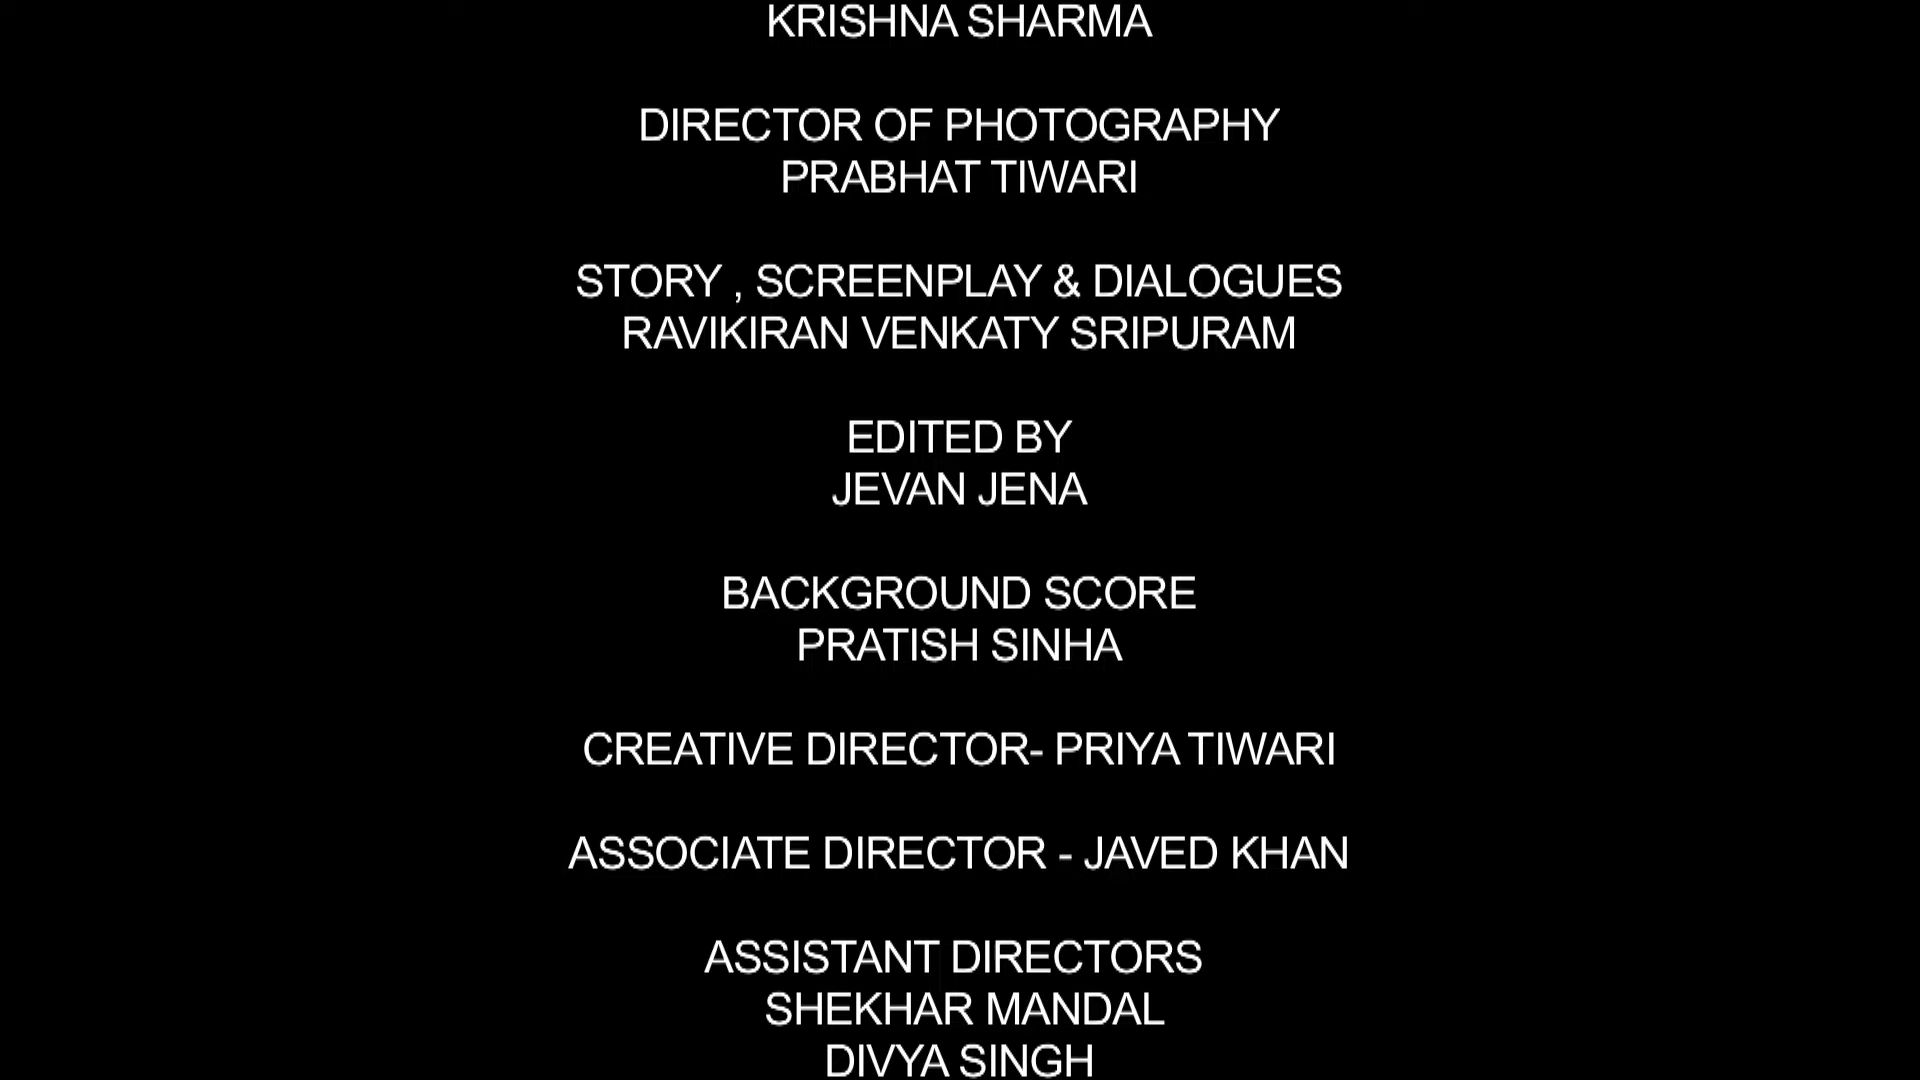 KRISHNA SHARMA
DIRECTOR OF PHOTOGRAPHY
PRABHAT TIWARI
STORY , SCREENPLAY & DIALOGUES
RAVIKIRAN VENKATY SRIPURAM
EDITED BY
JEVAN JENA
BACKGROUND SCORE
PRATISH SINHA
CREATIVE DIRECTOR- PRIYA TIWARI
ASSOCIATE DIRECTOR - JAVED KHAN
ASSISTANT DIRECTORS
SHEKHAR MANDAL
DIVYA SINGH